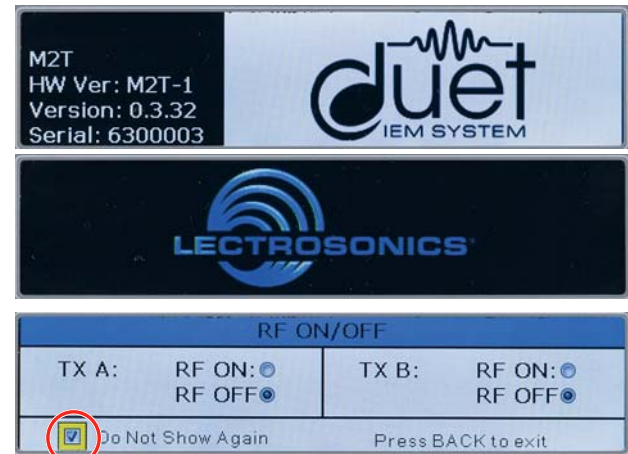 M2T
HW Ver: M2T-1
Version: 0.3.32
Serial: 6300003
duet
IEM SYSTEM
LECTROSONICS
RF ON/OFF
TX A: RF ON:
RF OFF
TX B: RF ON:
RF OFF
Do Not Show Again
Press BACK to exit